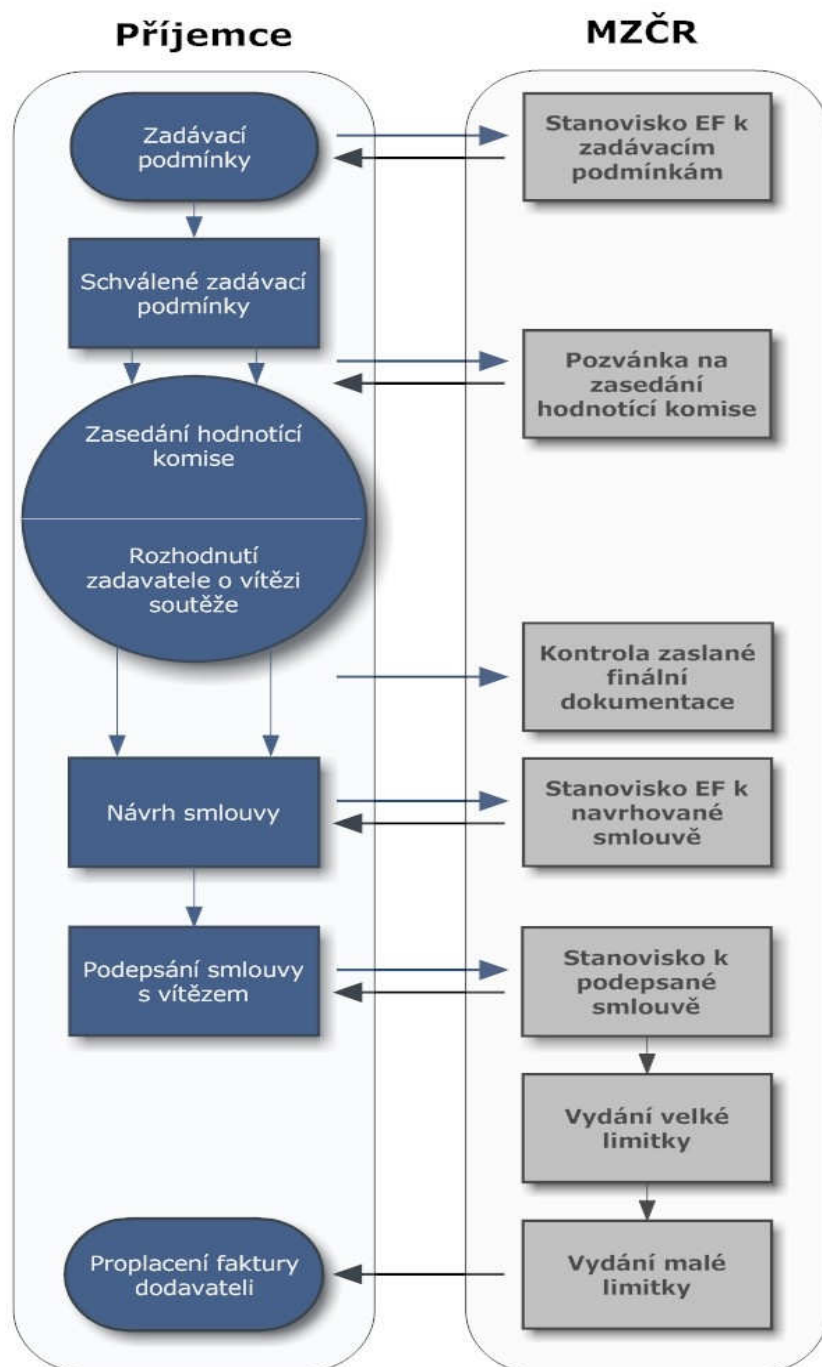 Příjemce
MZČR
Zadávací
podmínky
Stanovisko EF k
zadávacím
podmínkám
Schválené zadávací
podmínky
Pozvánka na
zasedání
hodnotící komise
Zasedání hodnotící
komise
Rozhodnutí
zadavatele o vítězi
soutěže
Kontrola zaslané
finální
dokumentace
Návrh smlouvy
Stanovisko EF k
navrhované
smlouvě
Podepsání smlouvy
s vítězem
Stanovisko k
podepsané
smlouvě
Vydání velké
limitky
Proplacení faktury
dodavateli
Vydání malé
limitky